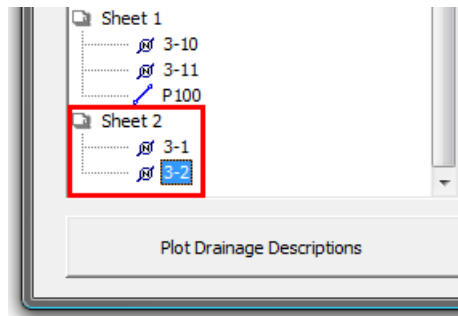 Sheet 1
3-10
3-11
P100
Sheet 2
3-1
3-2
Plot Drainage Descriptions